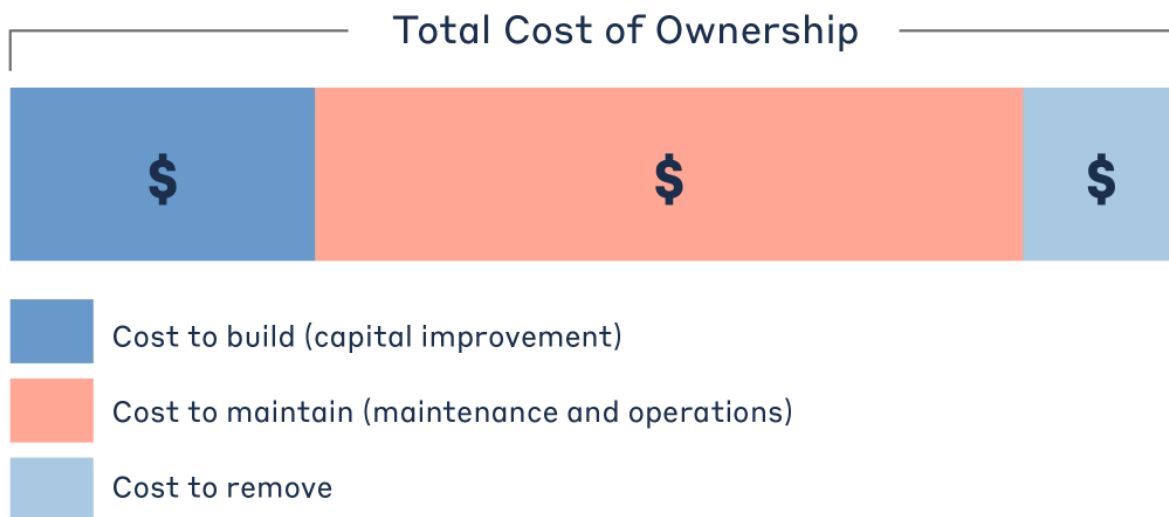 Total Cost of Ownership
$ $ $
Cost to build (capital improvement)
Cost to maintain (maintenance and operations)
Cost to remove